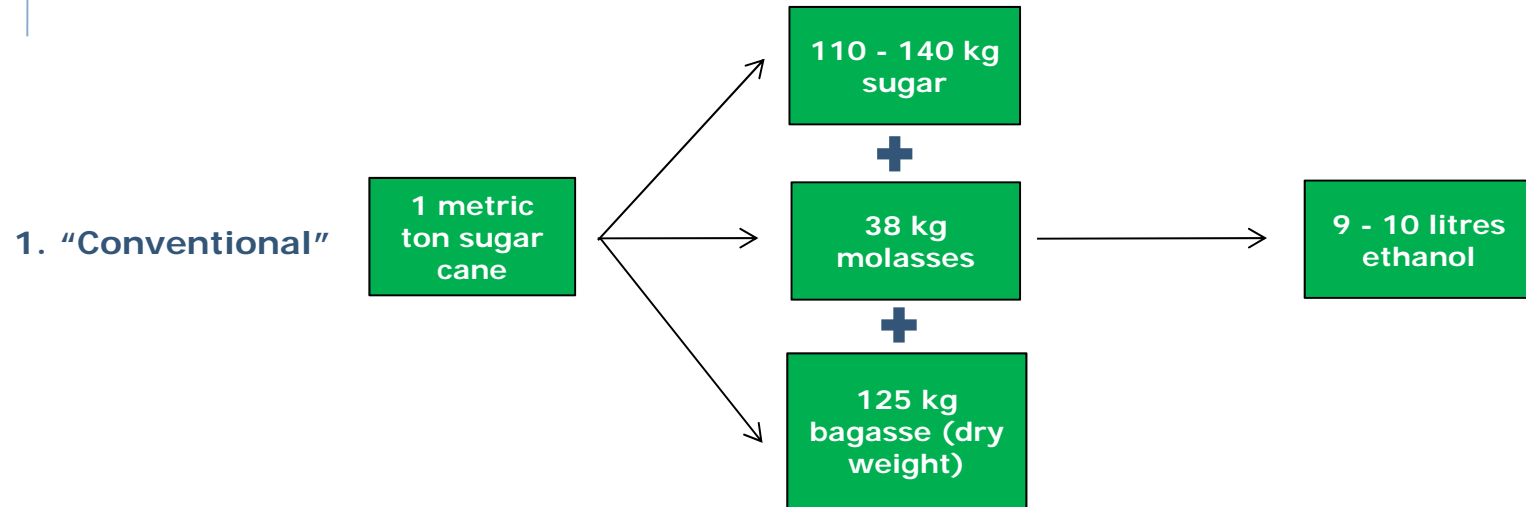 1. “Conventional”
1 metric
ton sugar
cane
110 - 140 kg
sugar
38 kg
molasses
125 kg
bagasse (dry
weight)
9 - 10 litres
ethanol